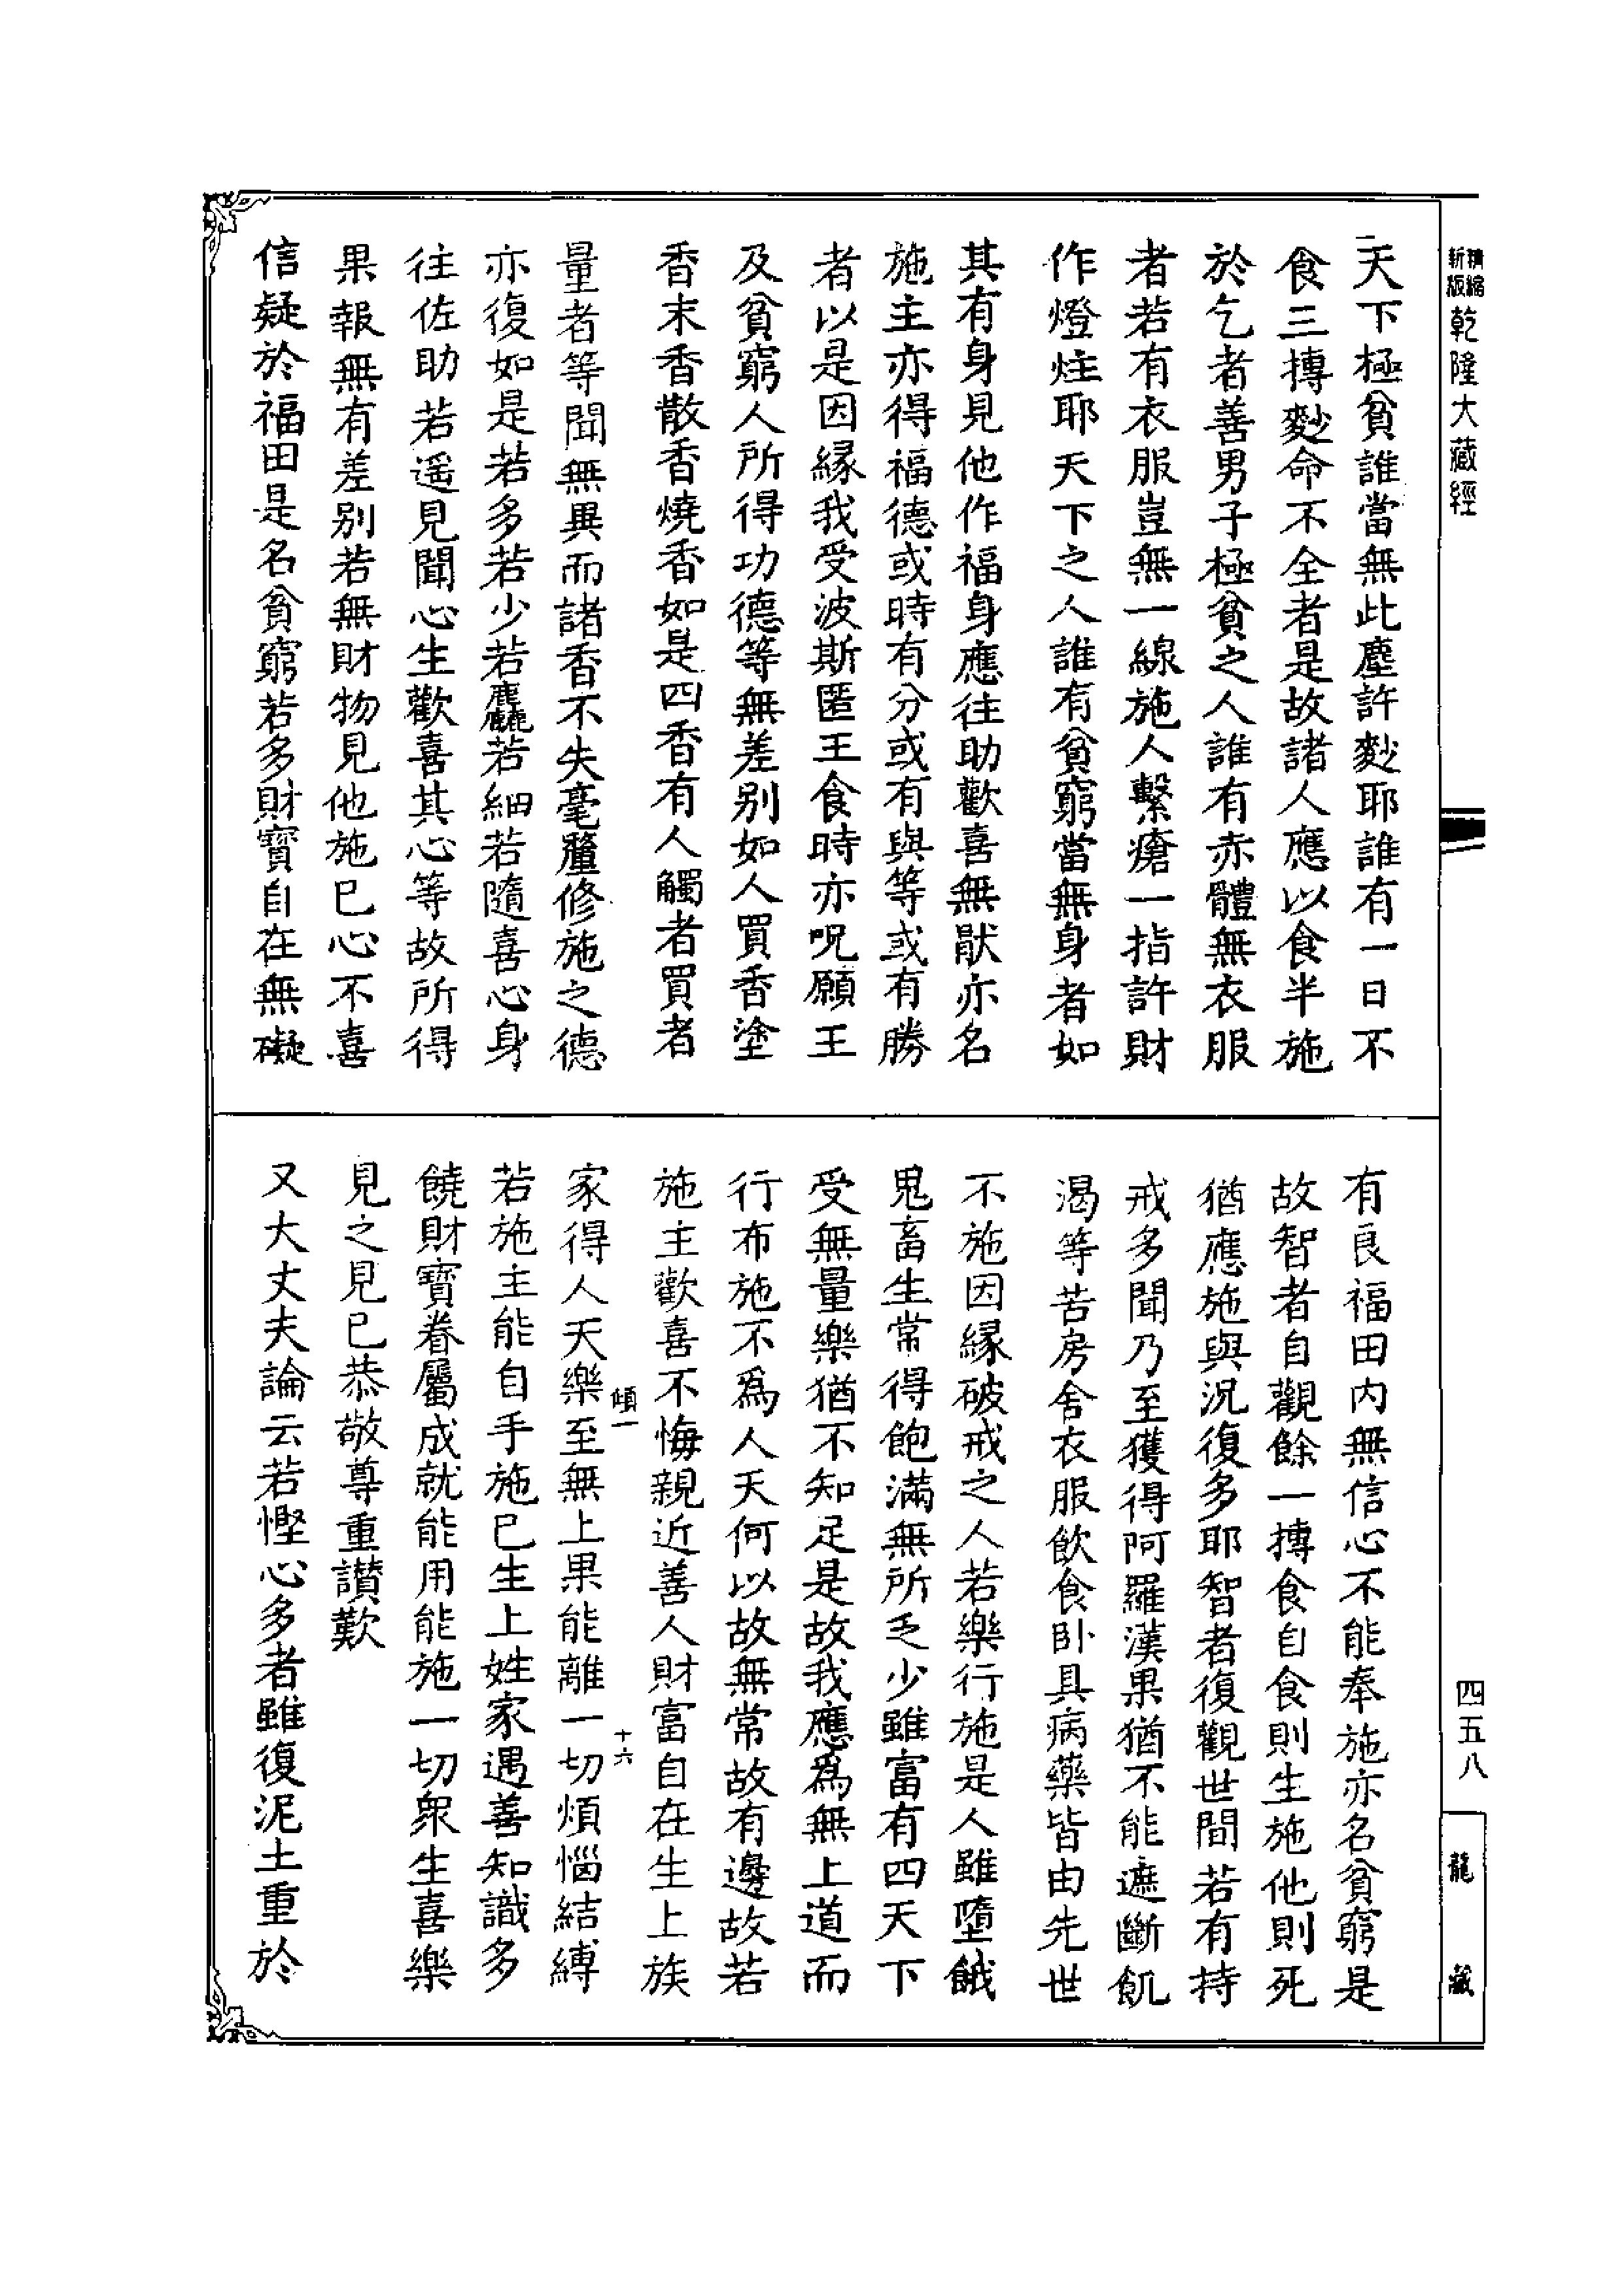 精縮
新版
乾隆大藏經
四五八
龍藏
天下極貧誰當無此塵許麨耶誰有一日不
食三摶麨命不全者是故諸人應以食半施
於乞者善男子極貧之人誰有赤體無衣服
者若有衣服豈無一線施人繫瘡一指許財
作燈炷耶天下之人誰有貧窮當無身者如
其有身見他作福身應往助歡喜無猒亦名
施主亦得福德或時有分或有與等或有勝
者以是因緣我受波斯匿王食時亦呪願王
及貧窮人所得功德等無差别如人買香塗
香末香散香燒香如是四香有人觸者買者
量者等聞無異而諸香不失毫釐修施之德
亦復如是若多若少若麤若細若隨喜心身
往佐助若遥見聞心生歡喜其心等故所得
果報無有差别若無財物見他施已心不喜
信疑於福田是名貧窮若多財寶自在無礙
有良福田内無信心不能奉施亦名貧窮是
故智者自觀餘一摶食自食則生施他則死
猶應施與況復多耶智者復觀世間若有持
戒多聞乃至獲得阿羅漢果猶不能遮斷飢
渴等苦房舍衣服飲食卧具病藥皆由先世
不施因緣破戒之人若樂行施是人雖墮餓
鬼畜生常得飽滿無所乏少雖富有四天下
受無量樂猶不知足是故我應爲無上道而
行布施不爲人天何以故無常故有邊故若
施主歡喜不悔親近善人財富自在生上族
傾一
十六
家得人天樂至無上果能離一切煩惱結縛
若施主能自手施已生上姓家遇善知識多
饒財寶眷屬成就能用能施一切衆生喜樂
見之見已恭敬尊重讃歎
又大丈夫論云若慳心多者雖復泥土重於